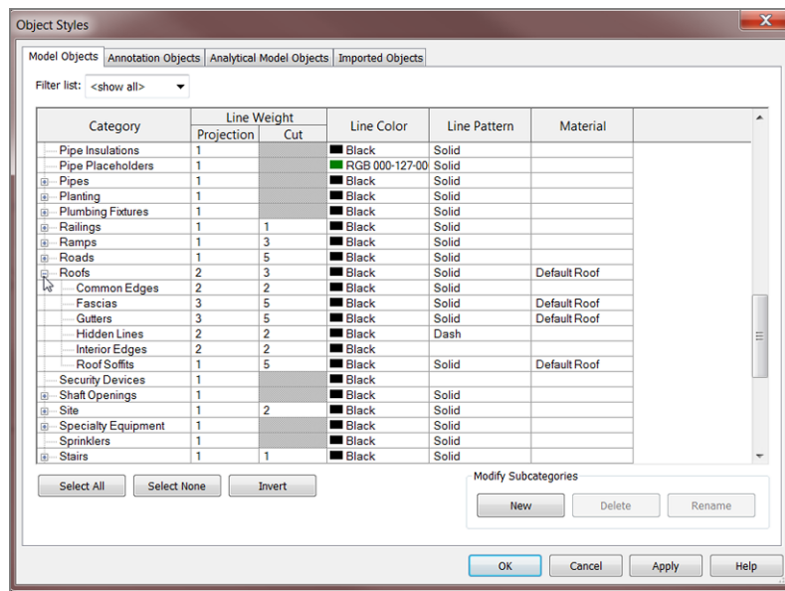 Object Styles
Model Objects Annotation Objects Analytical Model Objects Imported Objects
Filter list: <show all>
Category Line Weight Line Color Line Pattern Material
Projection Cut
Pipe Insulations 1 Black Solid
Pipe Placeholders 1 RGB 000-127-00 Solid
Pipes 1 Black Solid
Planting 1 Black Solid
Plumbing Fixtures 1 Black Solid
Railings 1 1 Black Solid
Ramps 1 3 Black Solid
Roads 1 5 Black Solid
Roofs 2 3 Black Solid Default Roof
Common Edges 2 2 Black Solid
Fascias 3 5 Black Solid Default Roof
Gutters 3 5 Black Solid Default Roof
Hidden Lines 2 2 Black Dash
Interior Edges 2 2 Black
Roof Soffits 1 5 Black Solid Default Roof
Security Devices 1 Black
Shaft Openings 1 Black Solid
Site 1 2 Black Solid
Specialty Equipment 1 Black Solid
Sprinklers 1 Black Solid
Stairs 1 1 Black Solid
Select All Select None Invert
Modify Subcategories
New Delete Rename
OK Cancel Apply Help